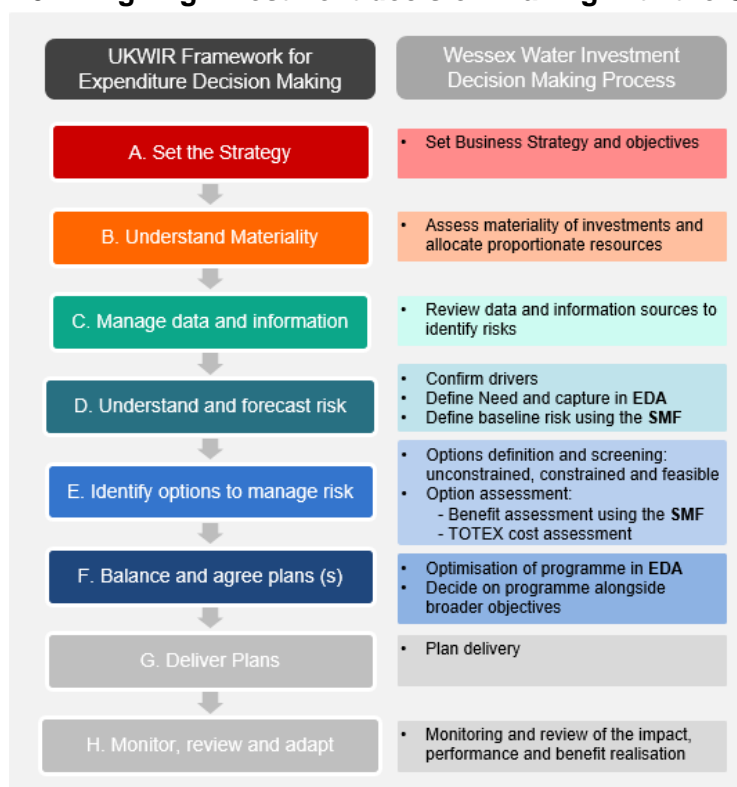 UKWIR Framework for
Expenditure Decision Making
Wessex Water Investment
Decision Making Process
A. Set the Strategy
• Set Business Strategy and objectives
B. Understand Materiality
• Assess materiality of investments and
allocate proportionate resources
C. Manage data and information
• Review data and information sources to
identify risks
D. Understand and forecast risk
• Confirm drivers
• Define Need and capture in EDA
• Define baseline risk using the SMF
E. Identify options to manage risk
• Options definition and screening:
unconstrained, constrained and feasible
• Option assessment:
- Benefit assessment using the SMF
- TOTEX cost assessment
F. Balance and agree plans (s)
• Optimisation of programme in EDA
• Decide on programme alongside
broader objectives
G. Deliver Plans
• Plan delivery
H. Monitor, review and adapt
• Monitoring and review of the impact,
performance and benefit realisation